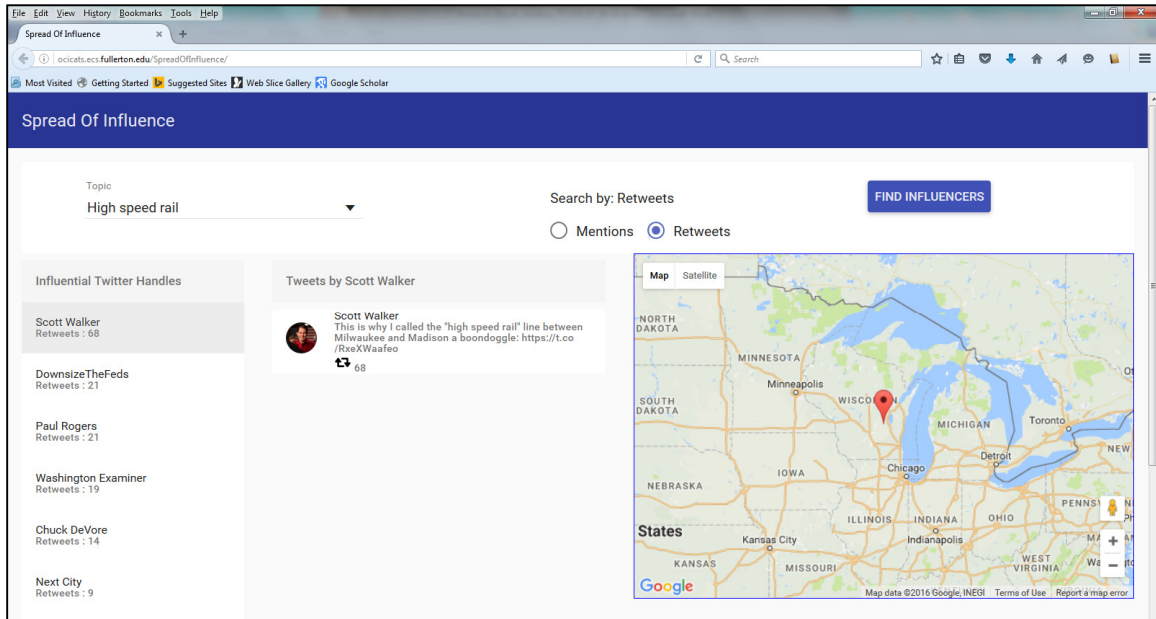 File Edit View History Bookmarks Tools Help
Spread Of Influence × +
ocicats.ecs.fullerton.edu/SpreadOfInfluence/
Search
Most Visited Getting Started Suggested Sites Web Slice Gallery Google Scholar
Spread Of Influence
Topic
High speed rail
Search by: Retweets
Mentions Retweets
FIND INFLUENCERS
Influential Twitter Handles
Scott Walker
Retweets : 68
DownsizeTheFeds
Retweets : 21
Paul Rogers
Retweets : 21
Washington Examiner
Retweets : 19
Chuck DeVore
Retweets : 14
Next City
Retweets : 9
Tweets by Scott Walker
Scott Walker
This is why I called the "high speed rail" line between
Milwaukee and Madison a boondoggle: https://t.co
/RxeXWaafeo
68
Map Satellite
NORTH
DAKOTA
MINNESOTA
Minneapolis
SOUTH
DAKOTA
WISCO N
MICHIGAN
Toronto
Detroit
NEW
IOWA
Chicago
NEBRASKA
PENNS
ILLINOIS INDIANA OHIO
States
Kansas City
Indianapolis
KANSAS
MISSOURI
WEST
VIRGINIA
Google
Map data ©2016 Google, INEGI Terms of Use Report a map error